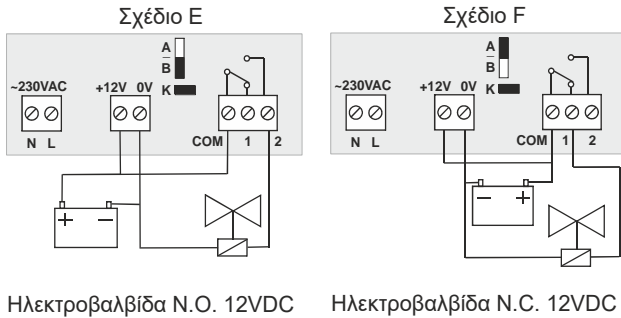 Σχέδιο E
A
B
~230VAC +12V 0V K
N L COM 1 2
+ −
Ηλεκτροβαλβίδα N.O. 12VDC
Σχέδιο F
A
B
~230VAC +12V 0V K
N L COM 1 2
− +
Ηλεκτροβαλβίδα N.C. 12VDC